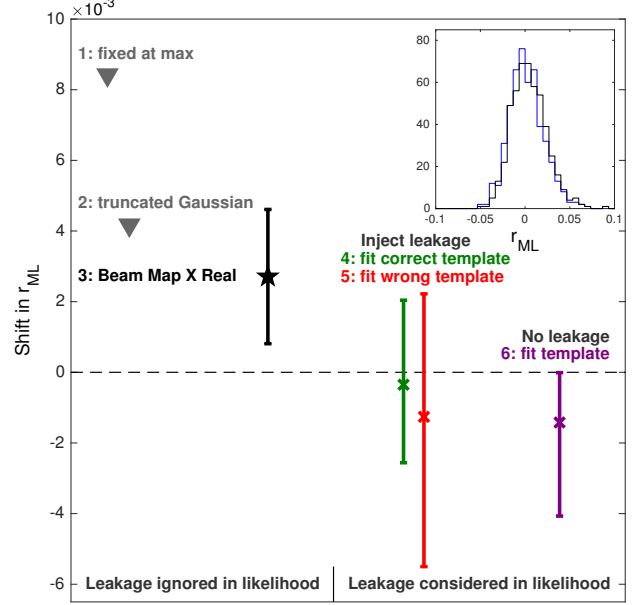 ×10⁻³
10
8
6
4
2
0
-2
-4
-6
Shift in r_ML
1: fixed at max
2: truncated Gaussian
3: Beam Map X Real
Inject leakage
4: fit correct template
5: fit wrong template
No leakage
6: fit template
Leakage ignored in likelihood
Leakage considered in likelihood
80
60
40
20
0
-0.1
-0.05
0
0.05
0.1
r_ML